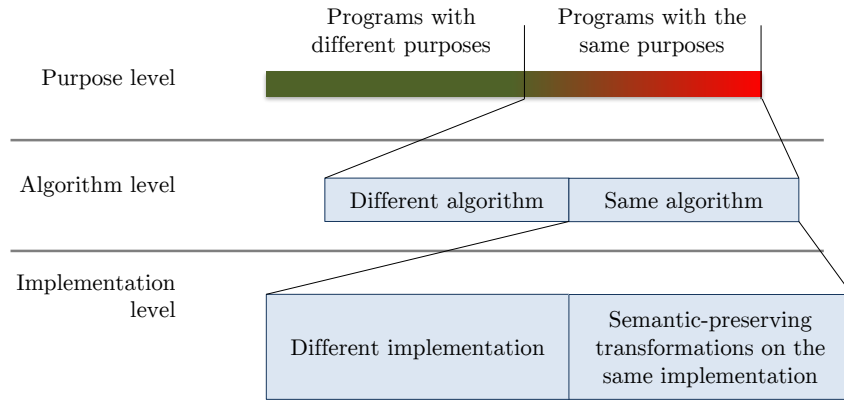 Programs with
different purposes
Programs with the
same purposes
Purpose level
Algorithm level
Different algorithm
Same algorithm
Implementation
level
Different implementation
Semantic-preserving
transformations on the
same implementation